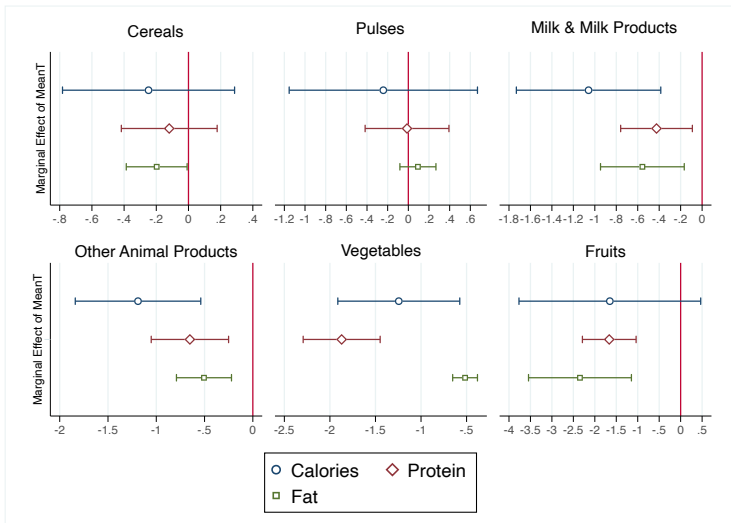 Cereals
Pulses
Milk & Milk Products
Marginal Effect of MeanT
-.8 -.6 -.4 -.2 0 .2 .4
-1.2 -1 -.8 -.6 -.4 -.2 0 .2 .4 .6
-1.8 -1.6 -1.4 -1.2 -1 -.8 -.6 -.4 -.2 0
Other Animal Products
Vegetables
Fruits
Marginal Effect of MeanT
-2 -1.5 -1 -.5 0
-2.5 -2 -1.5 -1 -.5
-4 -3.5 -3 -2.5 -2 -1.5 -1 -.5 0 .5
Calories Protein
Fat